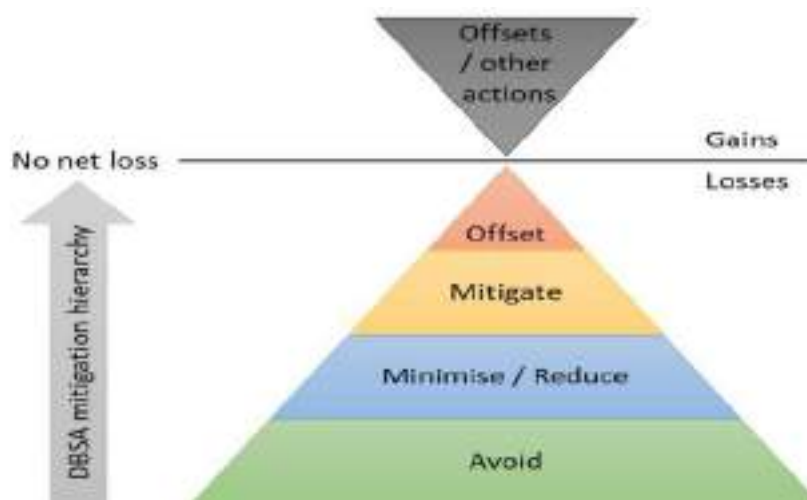 Offsets
/ other
actions
Gains
No net loss
Losses
Offset
Mitigate
Minimise / Reduce
Avoid
DBSA mitigation hierarchy